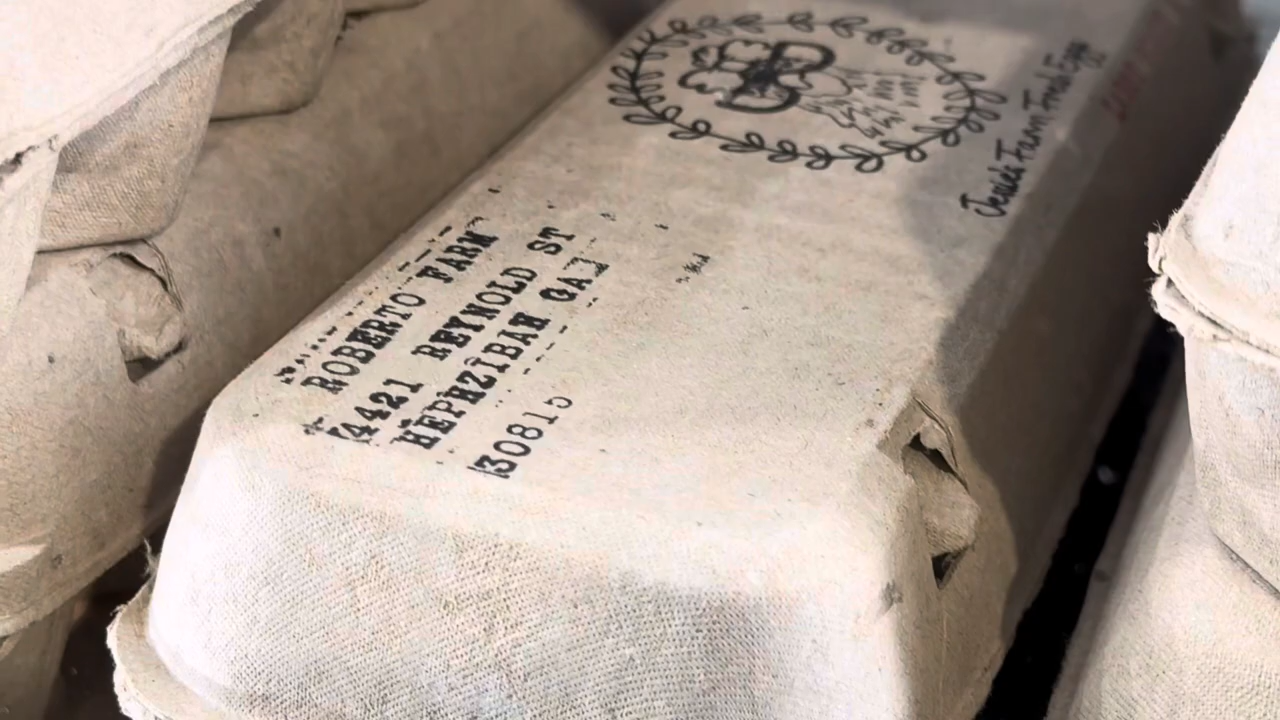 Jessie's Farm Fresh Eggs
ROBERTO FARM
4421 REYNOLD ST
HEPHZIBAH GA
30815